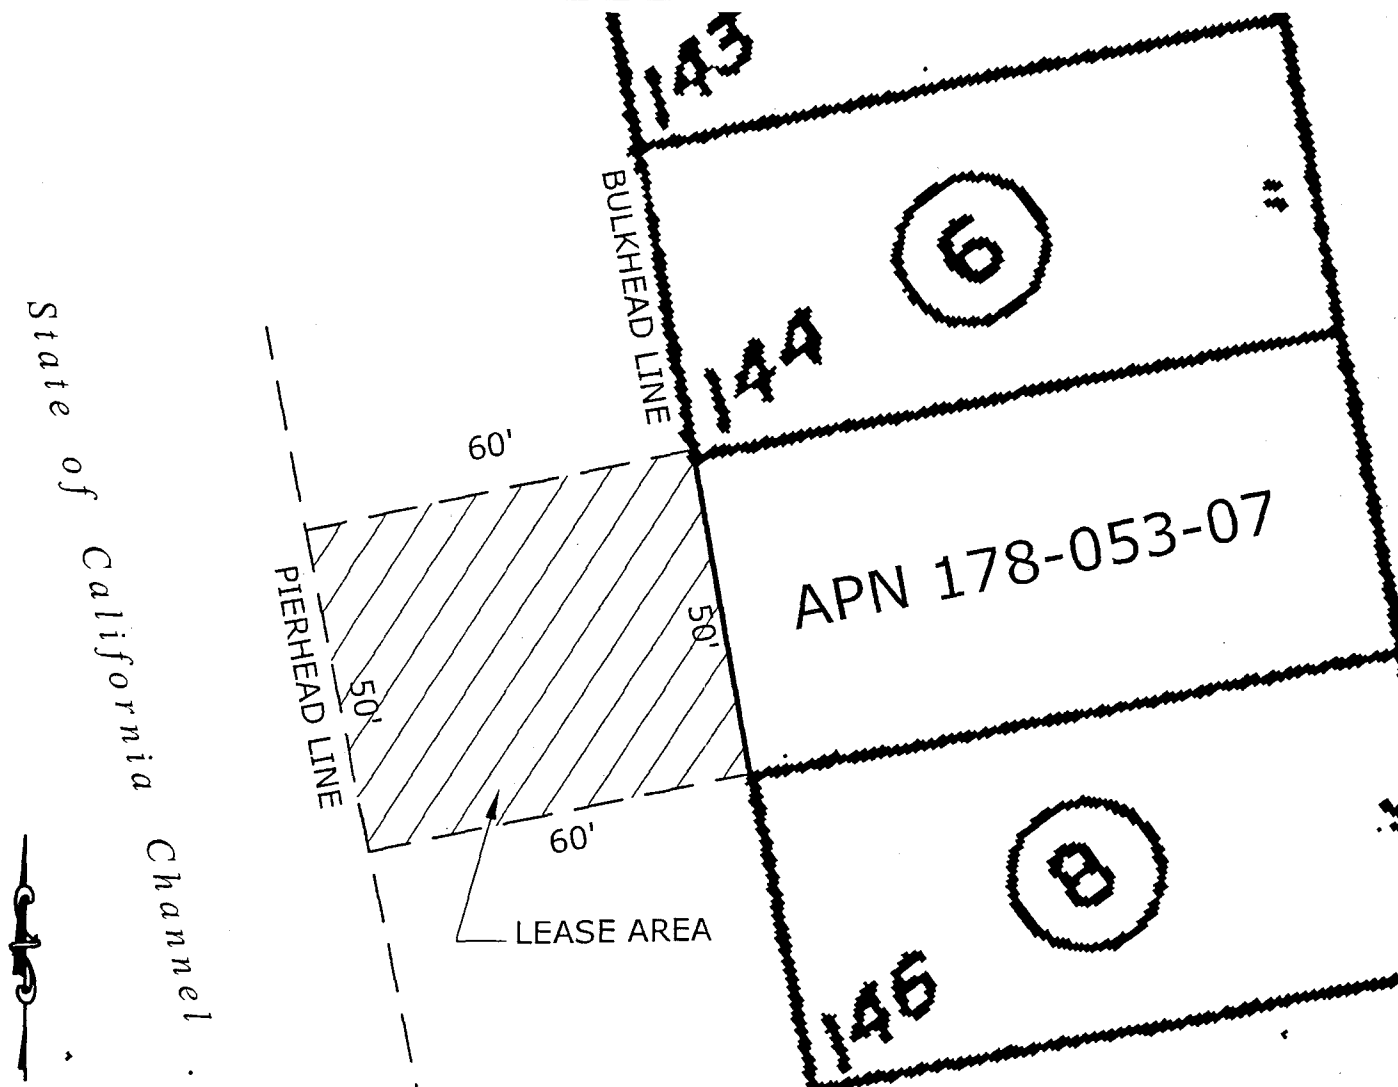 143
BULKHEAD LINE
6
"
State of California Channel
144
60'
APN 178-053-07
PIERHEAD LINE
50'
50'
60'
LEASE AREA
8
146